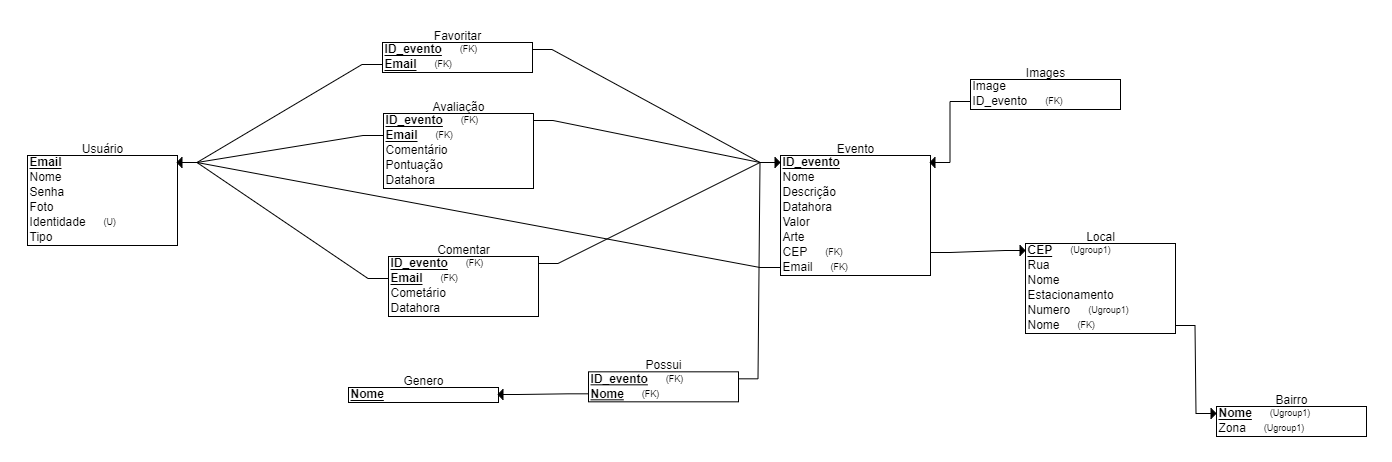 Favoritar
ID_evento (FK)
Email (FK)
Avaliação
ID_evento (FK)
Email (FK)
Comentário
Pontuação
Datahora
Usuário
Email
Nome
Senha
Foto
Identidade (U)
Tipo
Comentar
ID_evento (FK)
Email (FK)
Cometário
Datahora
Genero
Nome
Possui
ID_evento (FK)
Nome (FK)
Evento
ID_evento
Nome
Descrição
Datahora
Valor
Arte
CEP (FK)
Email (FK)
Images
Image
ID_evento (FK)
Local
CEP (Ugroup1)
Rua
Nome
Estacionamento
Numero (Ugroup1)
Nome (FK)
Bairro
Nome (Ugroup1)
Zona (Ugroup1)